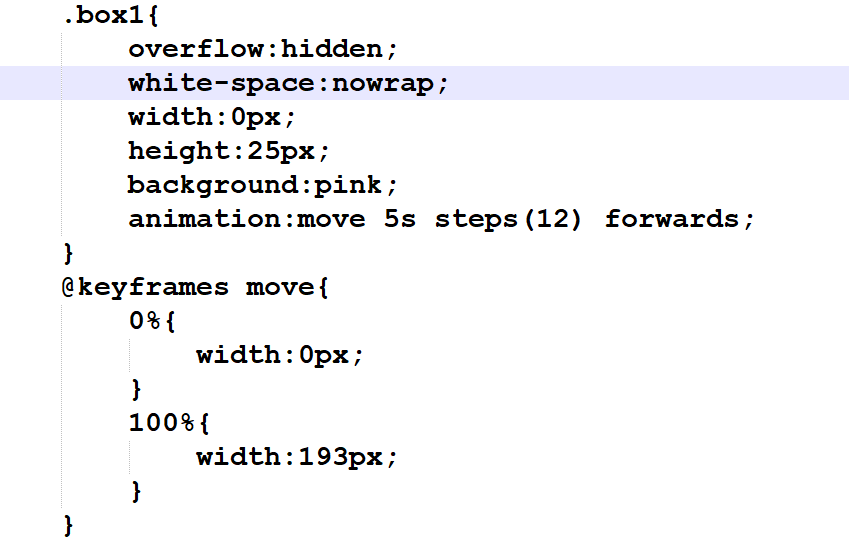 .box1{
    overflow:hidden;
    white-space:nowrap;
    width:0px;
    height:25px;
    background:pink;
    animation:move 5s steps(12) forwards;
}
@keyframes move{
    0%{
        width:0px;
    }
    100%{
        width:193px;
    }
}